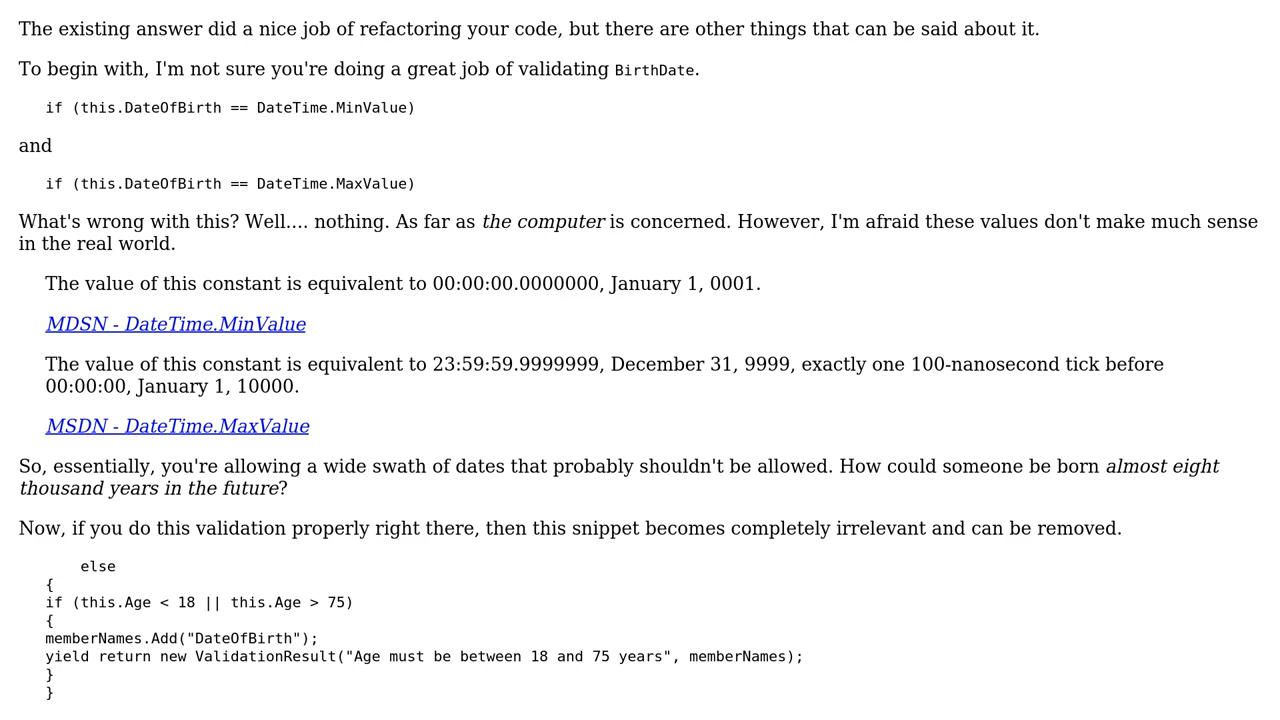 The existing answer did a nice job of refactoring your code, but there are other things that can be said about it.
To begin with, I'm not sure you're doing a great job of validating BirthDate.
if (this.DateOfBirth == DateTime.MinValue)
and
if (this.DateOfBirth == DateTime.MaxValue)
What's wrong with this? Well.... nothing. As far as the computer is concerned. However, I'm afraid these values don't make much sense
in the real world.
The value of this constant is equivalent to 00:00:00.0000000, January 1, 0001.
MDSN - DateTime.MinValue
The value of this constant is equivalent to 23:59:59.9999999, December 31, 9999, exactly one 100-nanosecond tick before
00:00:00, January 1, 10000.
MSDN - DateTime.MaxValue
So, essentially, you're allowing a wide swath of dates that probably shouldn't be allowed. How could someone be born almost eight
thousand years in the future?
Now, if you do this validation properly right there, then this snippet becomes completely irrelevant and can be removed.
else
{
if (this.Age < 18 || this.Age > 75)
{
memberNames.Add("DateOfBirth");
yield return new ValidationResult("Age must be between 18 and 75 years", memberNames);
}
}